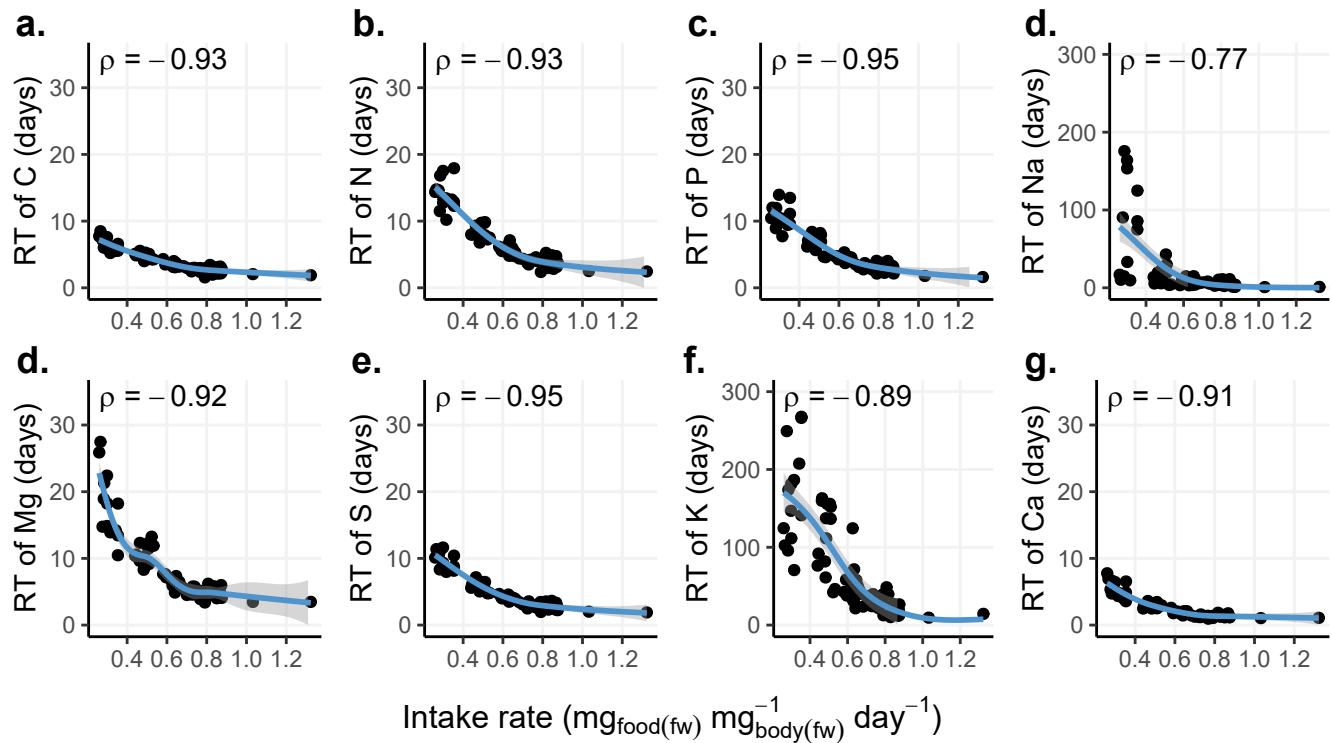 a.
ρ = − 0.93
RT of C (days)
30
20
10
0
0.4 0.6 0.8 1.0 1.2
b.
ρ = − 0.93
RT of N (days)
30
20
10
0
0.4 0.6 0.8 1.0 1.2
c.
ρ = − 0.95
RT of P (days)
30
20
10
0
0.4 0.6 0.8 1.0 1.2
d.
ρ = − 0.77
RT of Na (days)
300
200
100
0
0.4 0.6 0.8 1.0 1.2
d.
ρ = − 0.92
RT of Mg (days)
30
20
10
0
0.4 0.6 0.8 1.0 1.2
e.
ρ = − 0.95
RT of S (days)
30
20
10
0
0.4 0.6 0.8 1.0 1.2
f.
ρ = − 0.89
RT of K (days)
300
200
100
0
0.4 0.6 0.8 1.0 1.2
g.
ρ = − 0.91
RT of Ca (days)
30
20
10
0
0.4 0.6 0.8 1.0 1.2
Intake rate (mg food(fw) mg−1 body(fw) day−1)